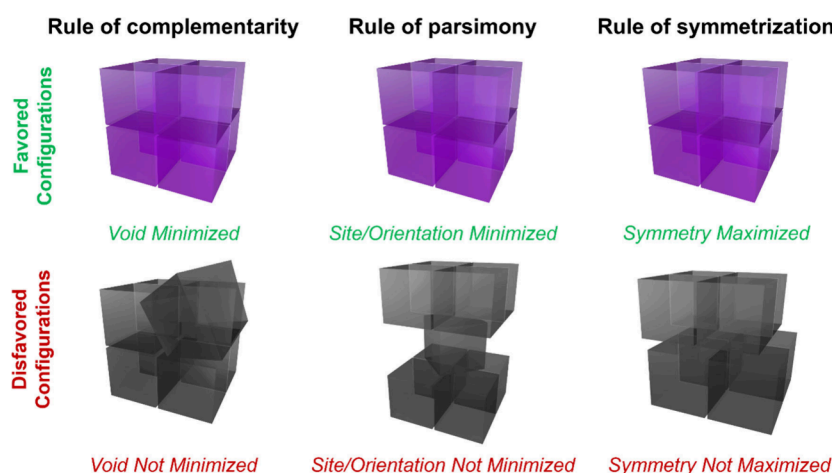 Rule of complementarity
Rule of parsimony
Rule of symmetrization
Favored
Configurations
Void Minimized
Site/Orientation Minimized
Symmetry Maximized
Disfavored
Configurations
Void Not Minimized
Site/Orientation Not Minimized
Symmetry Not Maximized